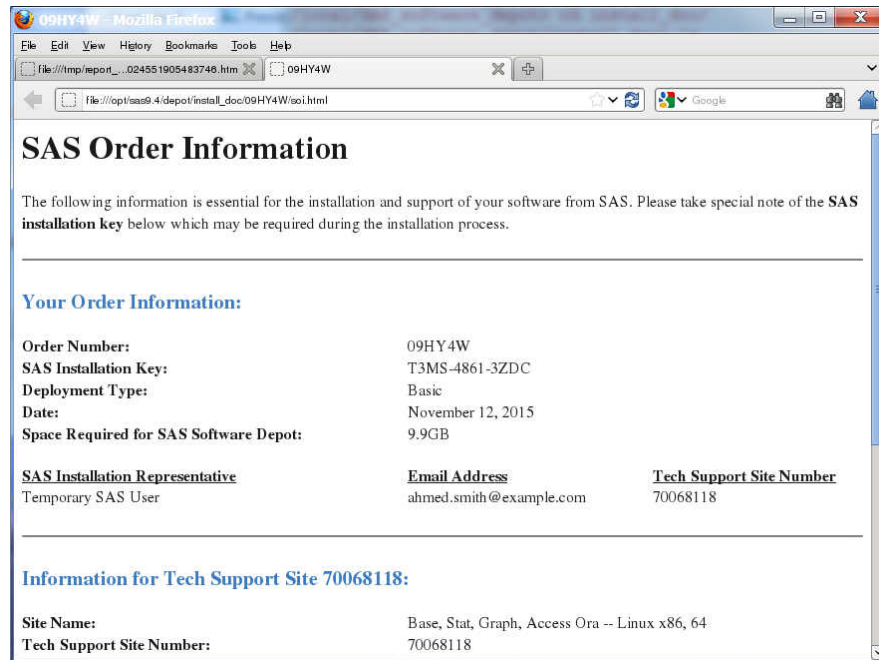 09HY4W - Mozilla Firefox
File Edit View History Bookmarks Tools Help
file:///tmp/report_...024551905483746.htm
09HY4W
file:///opt/sas9.4/depot/install_doc/09HY4W/soi.html
Google
SAS Order Information
The following information is essential for the installation and support of your software from SAS. Please take special note of the SAS
installation key below which may be required during the installation process.
Your Order Information:
Order Number: 09HY4W
SAS Installation Key: T3MS-4861-3ZDC
Deployment Type: Basic
Date: November 12, 2015
Space Required for SAS Software Depot: 9.9GB
SAS Installation Representative Email Address Tech Support Site Number
Temporary SAS User ahmed.smith@example.com 70068118
Information for Tech Support Site 70068118:
Site Name: Base, Stat, Graph, Access Ora -- Linux x86, 64
Tech Support Site Number: 70068118